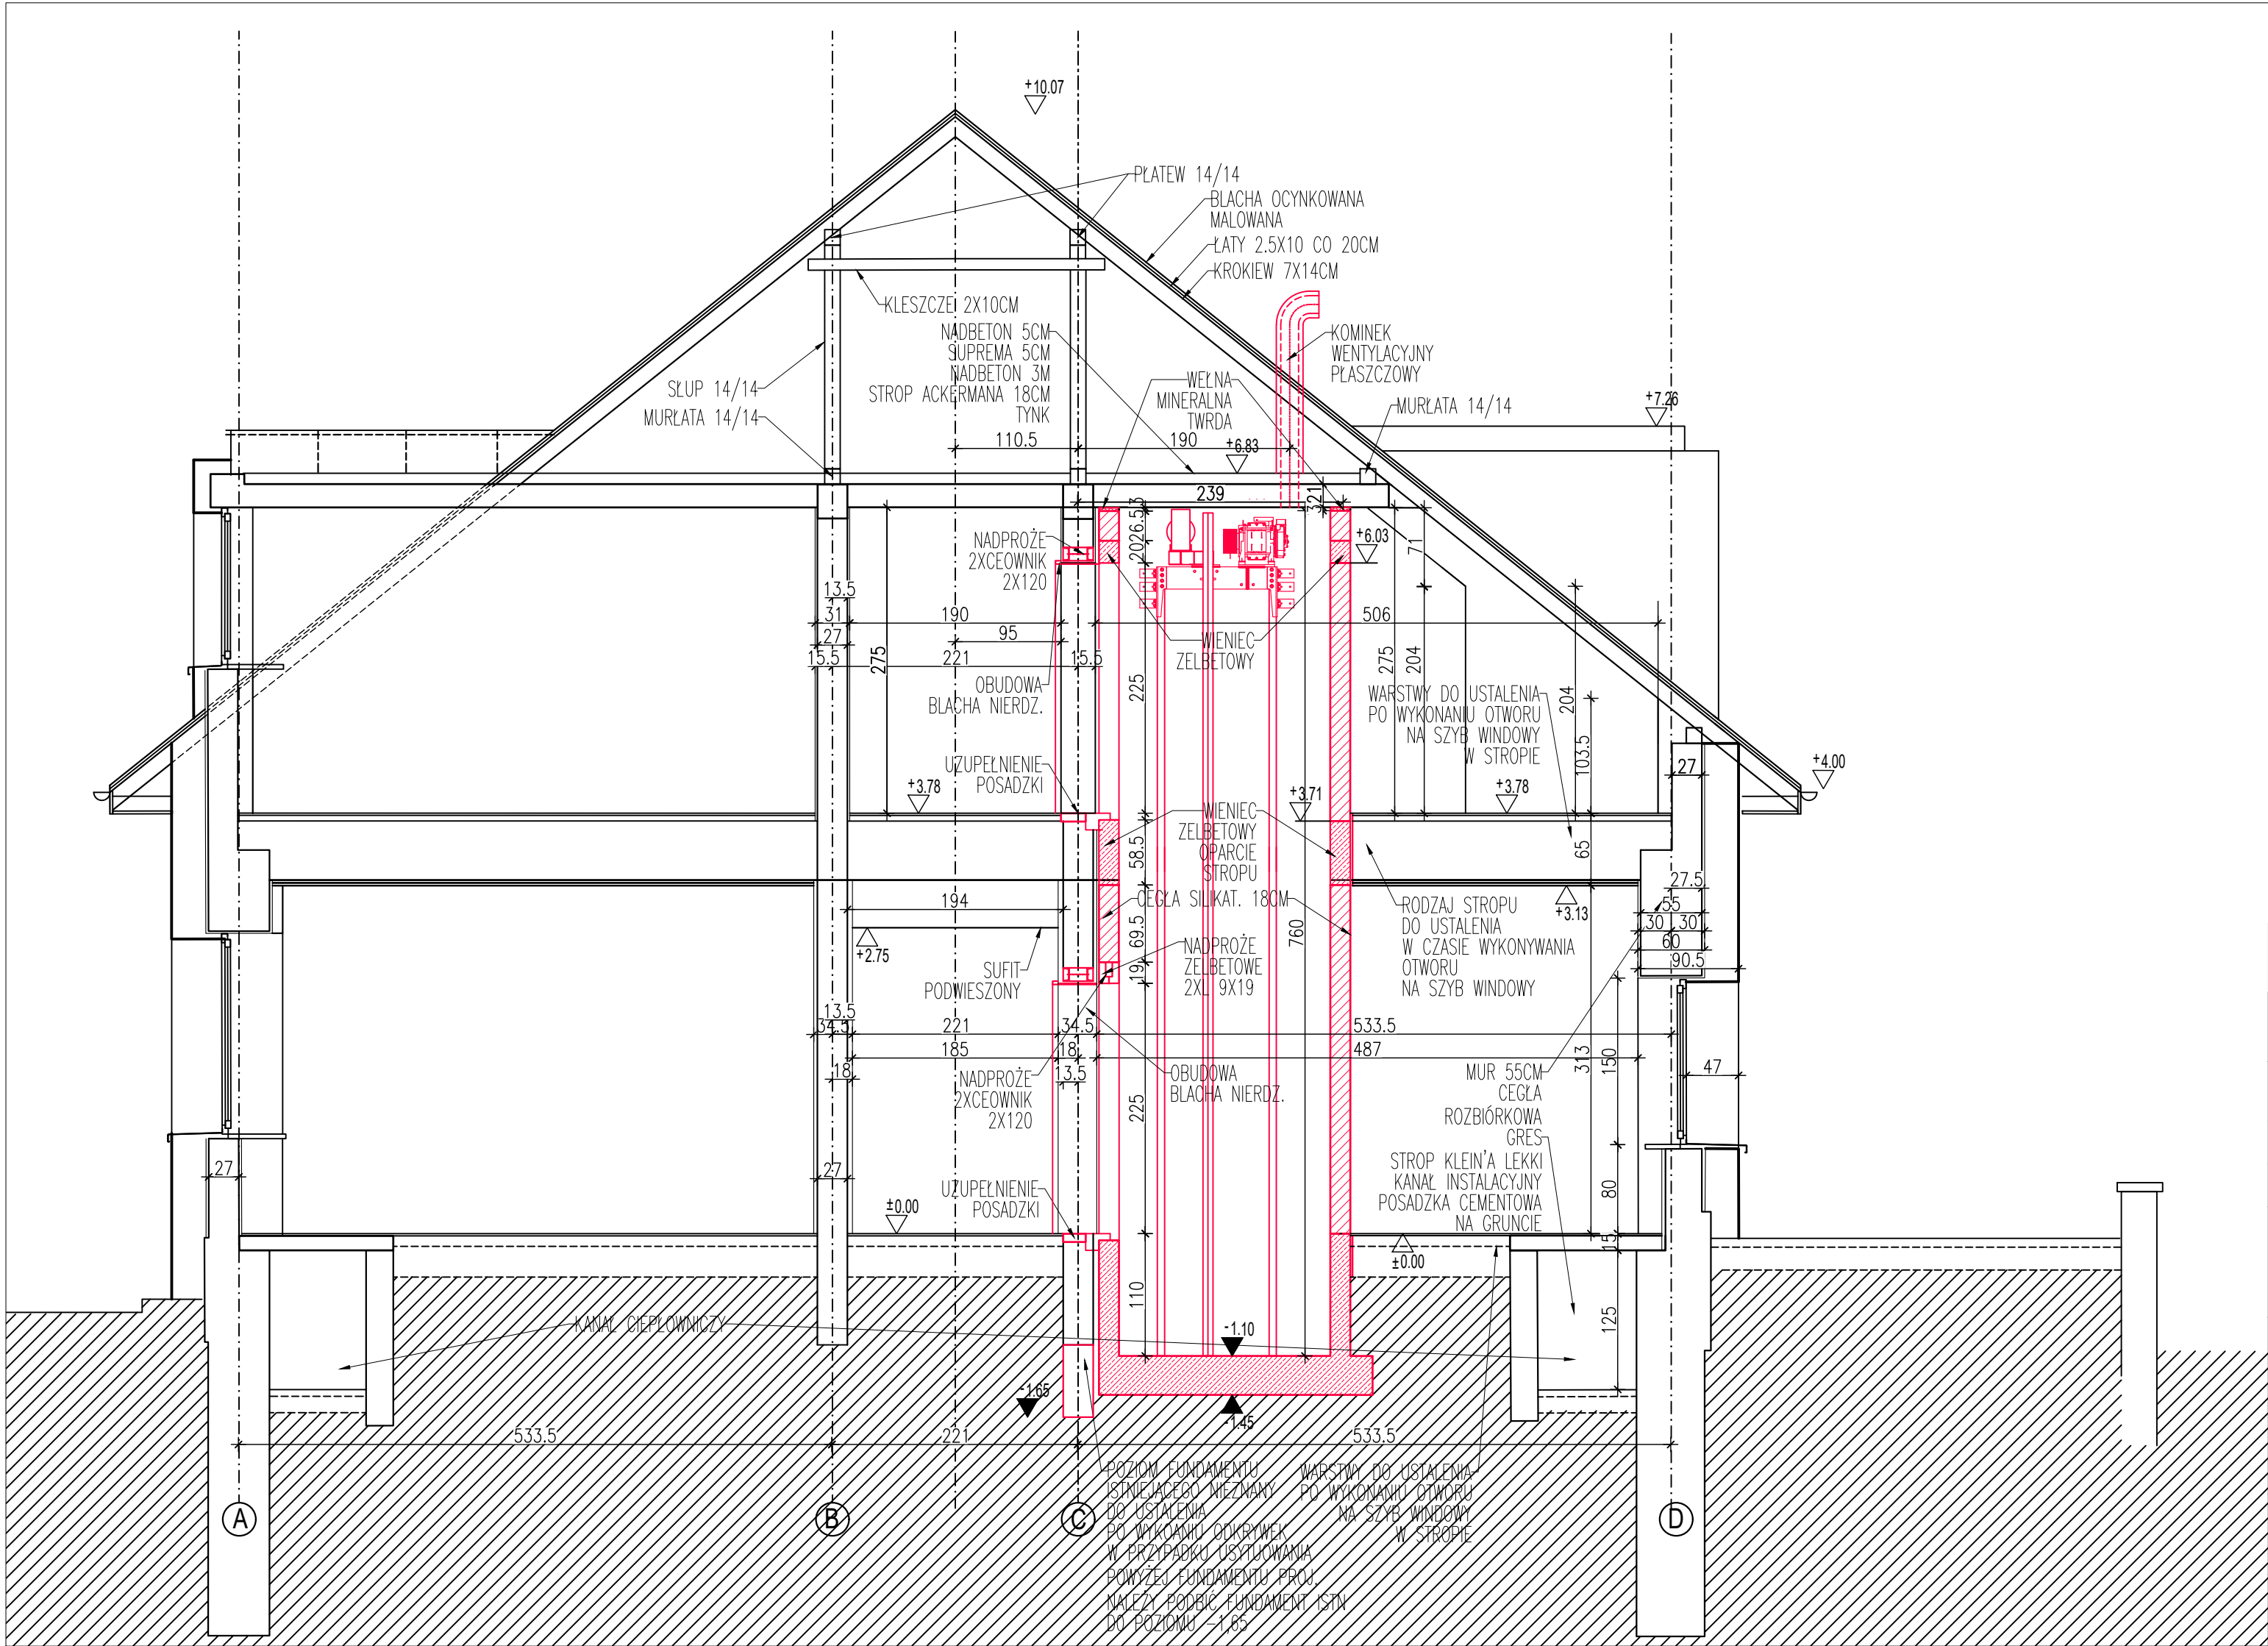 +10.07
PŁATEW 14/14
BLACHA OCYNKOWANA
MALOWANA
ŁATY 2.5X10 CO 20CM
KROKIEW 7X14CM
KLESZCZE 2X10CM
NADBETON 5CM
SUPREMA 5CM
NADBETON 3M
STROP ACKERMANA 18CM
TYNK
KOMINEK
WENTYLACYJNY
PŁASZCZOWY
SŁUP 14/14
MURŁATA 14/14
WEŁNA
MINERALNA
TWRDA
MURŁATA 14/14
+7.26
110.5
190
+6.83
239
321
26.5
3
20
NADPROŻE
2XCEOWNIK
2X120
+6.03
71
13.5
31
190
506
27
95
15.5
221
15.5
275
WIENIEC
ZELBETOWY
275
204
204
OBUDOWA
BLACHA NIERDZ.
225
WARSTWY DO USTALENIA
PO WYKONANIU OTWORU
NA SZYB WINDOWY
W STROPIE
103.5
27
+4.00
UZUPEŁNIENIE
POSADZKI
+3.78
+3.71
+3.78
WIENIEC
ZELBETOWY
OPARCIE
STROPU
58.5
65
CEGŁA SILIKAT. 18CM
27.5
55
30
30
60
90.5
194
+2.75
RODZAJ STROPU
DO USTALENIA
W CZASIE WYKONYWANIA
OTWORU
NA SZYB WINDOWY
+3.13
69.5
760
SUFIT
PODWIESZONY
NADPROŻE
ZELBETOWE
2XL 9X19
19
13.5
34.5
221
34.5
533.5
185
18
487
18
13.5
313
150
47
NADPROŻE
2XCEOWNIK
2X120
OBUDOWA
BLACHA NIERDZ.
225
MUR 55CM
CEGŁA
ROZBIÓRKOWA
GRES
STROP KLEIN'A LEKKI
KANAŁ INSTALACYJNY
POSADZKA CEMENTOWA
NA GRUNCIE
27
27
80
UZUPEŁNIENIE
POSADZKI
±0.00
±0.00
15
110
125
KANAŁ CIEPŁOWNICZY
-1.10
-1.65
-1.45
533.5
221
533.5
A
B
C
D
POZIOM FUNDAMENTU
ISTNIEJĄCEGO NIEZNANY
DO USTALENIA
PO WYKOANIU ODKRYWEK
W PRZYPADKU USYTUOWANIA
POWYŻEJ FUNDAMENTU PROJ.
NALEŻY PODBIĆ FUNDAMENT ISTN
DO POZIOMU -1,65
WARSTWY DO USTALENIA
PO WYKONANIU OTWORU
NA SZYB WINDOWY
W STROPIE